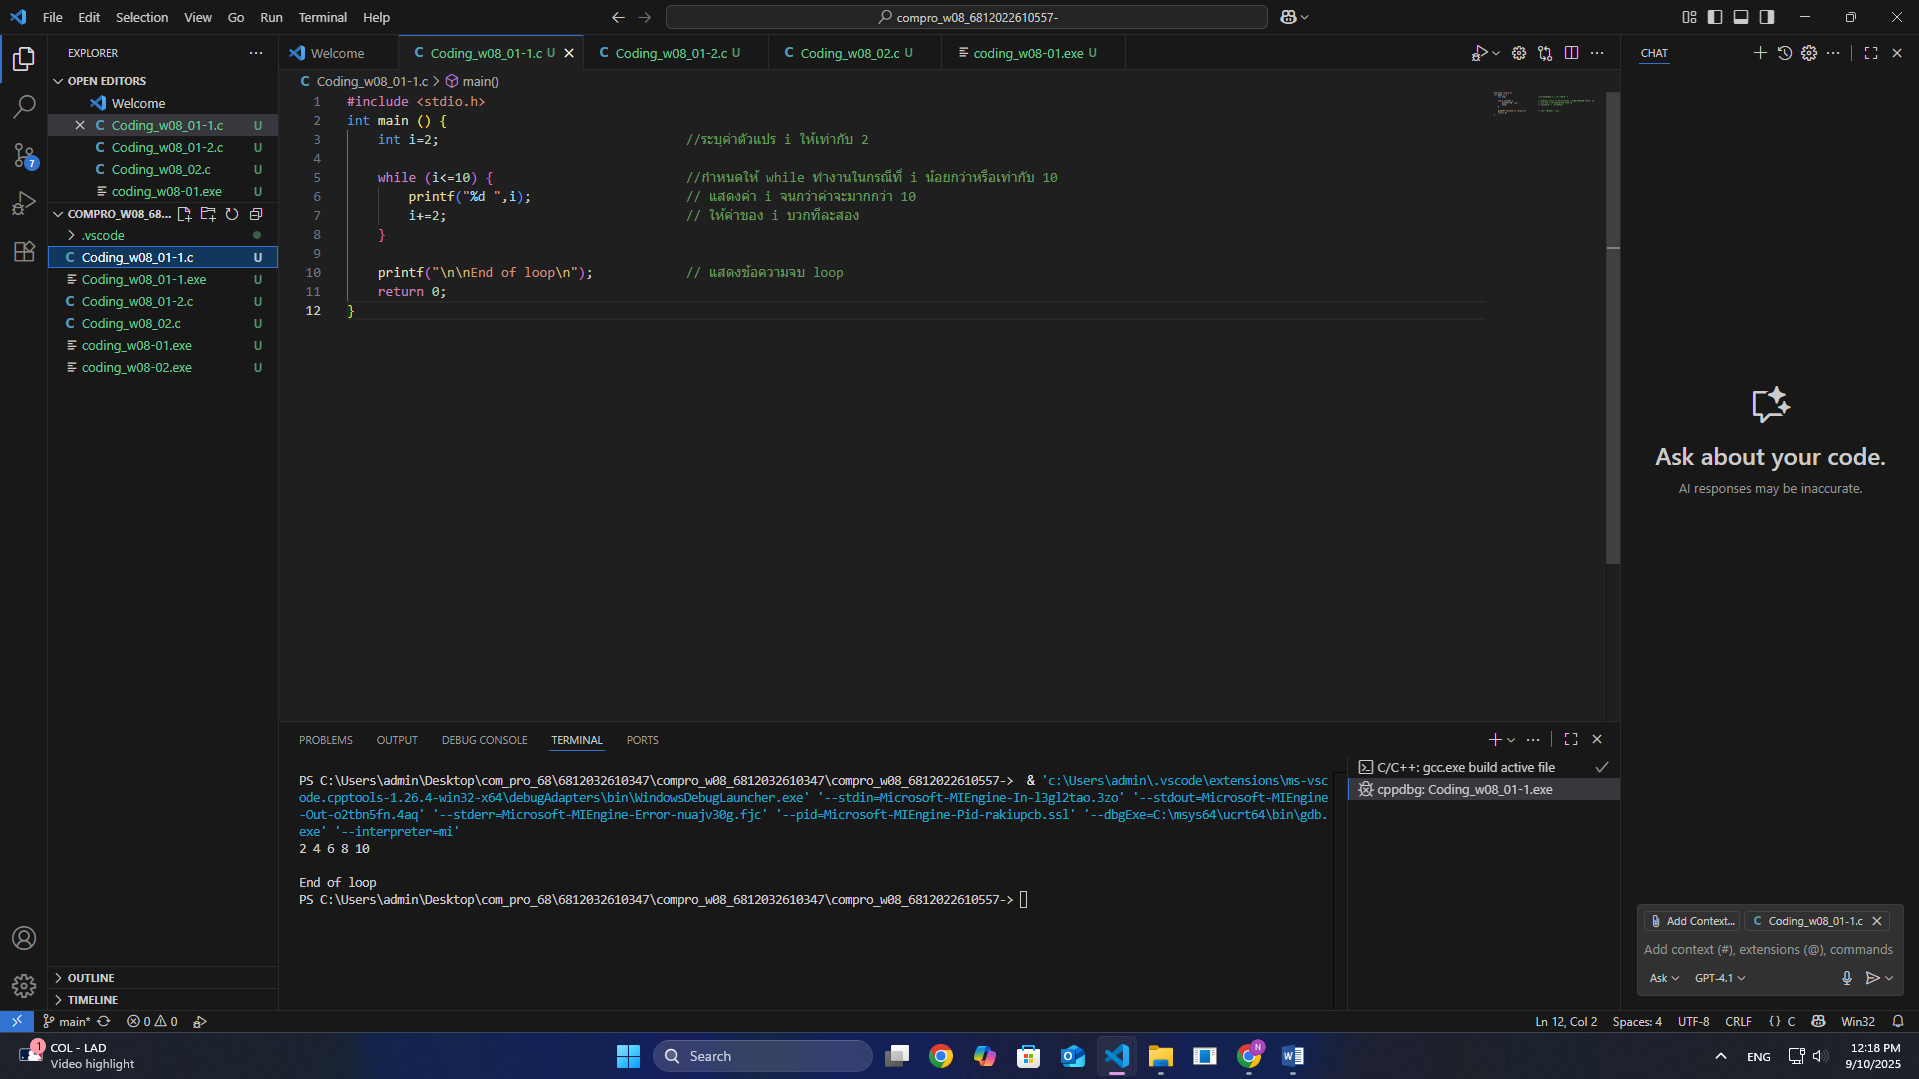 File Edit Selection View Go Run Terminal Help
compro_w08_6812022610557-
EXPLORER
OPEN EDITORS
Welcome
Coding_w08_01-1.c U
Coding_w08_01-2.c U
Coding_w08_02.c U
coding_w08-01.exe U
COMPRO_W08_68...
.vscode
Coding_w08_01-1.c U
Coding_w08_01-1.exe U
Coding_w08_01-2.c U
Coding_w08_02.c U
coding_w08-01.exe U
coding_w08-02.exe U
OUTLINE
TIMELINE
7
Welcome
Coding_w08_01-1.c U
Coding_w08_01-2.c U
Coding_w08_02.c U
coding_w08-01.exe U
Coding_w08_01-1.c > main()
1 #include <stdio.h>
2 int main () {
3 int i=2; //ระบุค่าตัวแปร i ให้เท่ากับ 2
4
5 while (i<=10) { //กำหนดให้ while ทำงานในกรณีที่ i น้อยกว่าหรือเท่ากับ 10
6 printf("%d ",i); // แสดงค่า i จนกว่าค่าจะมากกว่า 10
7 i+=2; // ให้ค่าของ i บวกทีละสอง
8 }
9
10 printf("\n\nEnd of loop\n"); // แสดงข้อความจบ loop
11 return 0;
12 }
PROBLEMS OUTPUT DEBUG CONSOLE TERMINAL PORTS
PS C:\Users\admin\Desktop\com_pro_68\6812032610347\compro_w08_6812032610347\compro_w08_6812022610557-> & 'c:\Users\admin\.vscode\extensions\ms-vsc
ode.cpptools-1.26.4-win32-x64\debugAdapters\bin\WindowsDebugLauncher.exe' '--stdin=Microsoft-MIEngine-In-l3gl2tao.3zo' '--stdout=Microsoft-MIEngine
-Out-o2tbn5fn.4aq' '--stderr=Microsoft-MIEngine-Error-nuajv30g.fjc' '--pid=Microsoft-MIEngine-Pid-rakiupcb.ssl' '--dbgExe=C:\msys64\ucrt64\bin\gdb.
exe' '--interpreter=mi'
2 4 6 8 10
End of loop
PS C:\Users\admin\Desktop\com_pro_68\6812032610347\compro_w08_6812032610347\compro_w08_6812022610557->
C/C++: gcc.exe build active file
cppdbg: Coding_w08_01-1.exe
CHAT
Ask about your code.
AI responses may be inaccurate.
Add Context... Coding_w08_01-1.c
Add context (#), extensions (@), commands
Ask GPT-4.1
main* 0 0
Ln 12, Col 2 Spaces: 4 UTF-8 CRLF {} C Win32
1
COL - LAD
Video highlight
Search
N
ENG
12:18 PM
9/10/2025